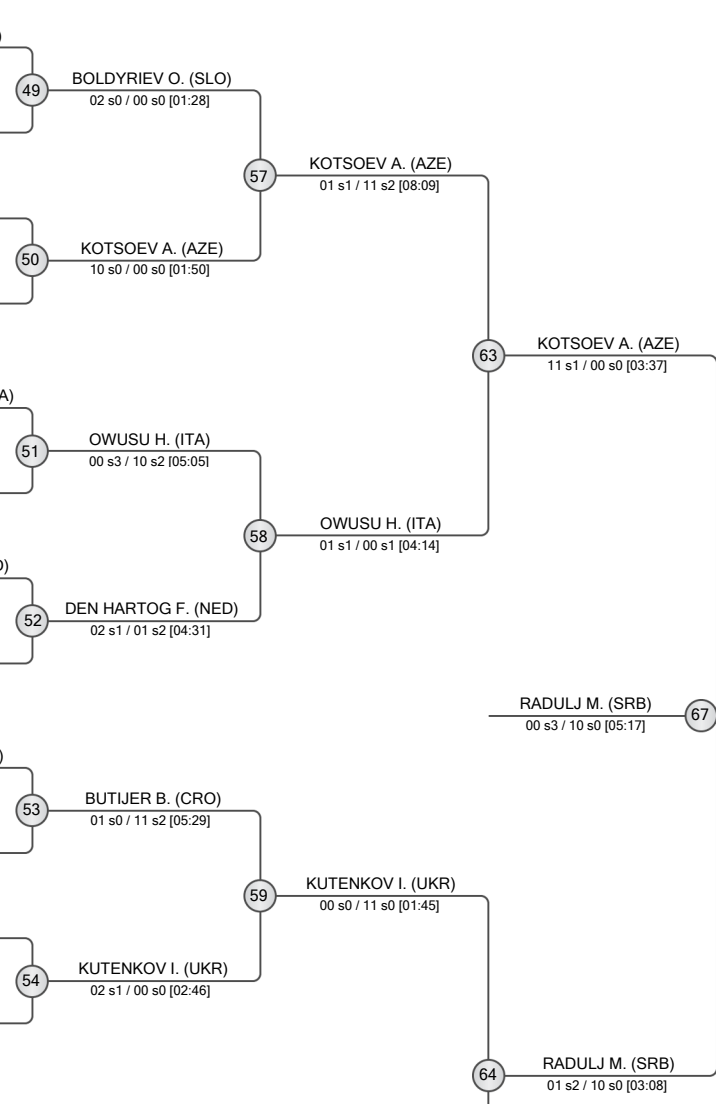 )
49
BOLDYRIEV O. (SLO)
02 s0 / 00 s0 [01:28]
57
KOTSOEV A. (AZE)
01 s1 / 11 s2 [08:09]
50
KOTSOEV A. (AZE)
10 s0 / 00 s0 [01:50]
63
KOTSOEV A. (AZE)
11 s1 / 00 s0 [03:37]
A)
51
OWUSU H. (ITA)
00 s3 / 10 s2 [05:05]
58
OWUSU H. (ITA)
01 s1 / 00 s1 [04:14]
)
52
DEN HARTOG F. (NED)
02 s1 / 01 s2 [04:31]
RADULJ M. (SRB)
00 s3 / 10 s0 [05:17]
67
)
53
BUTIJER B. (CRO)
01 s0 / 11 s2 [05:29]
59
KUTENKOV I. (UKR)
00 s0 / 11 s0 [01:45]
54
KUTENKOV I. (UKR)
02 s1 / 00 s0 [02:46]
64
RADULJ M. (SRB)
01 s2 / 10 s0 [03:08]